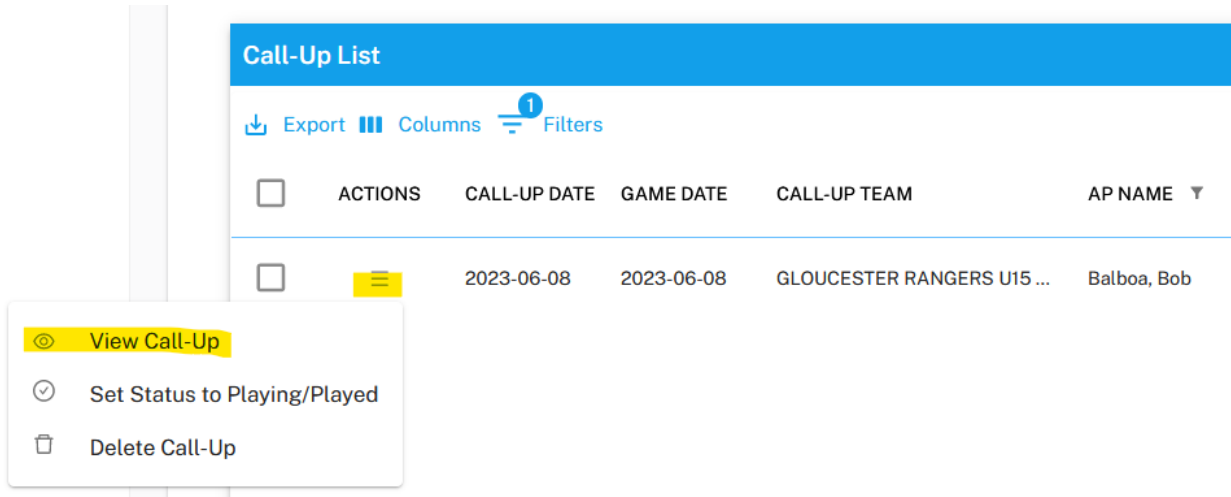 Call-Up List
1
Export Columns Filters
ACTIONS CALL-UP DATE GAME DATE CALL-UP TEAM AP NAME
2023-06-08 2023-06-08 GLOUCESTER RANGERS U15 ... Balboa, Bob
View Call-Up
Set Status to Playing/Played
Delete Call-Up